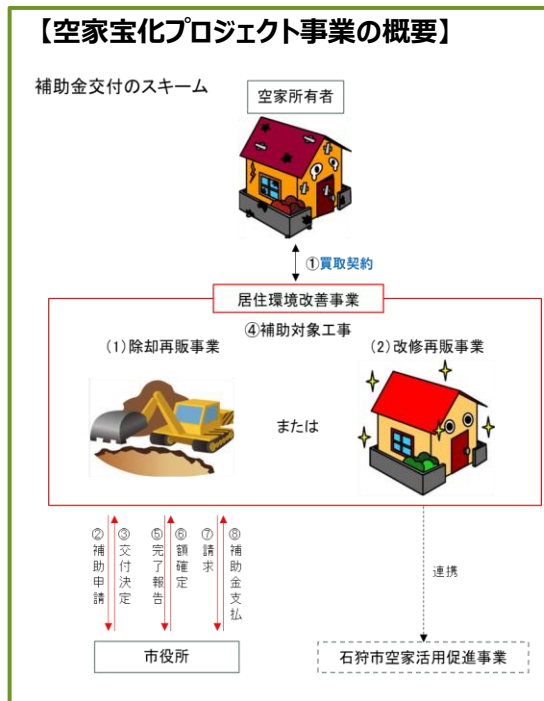 【空家宝化プロジェクト事業の概要】
補助金交付のスキーム
空家所有者
①買取契約
居住環境改善事業
④補助対象工事
(1)除却再販事業
(2)改修再販事業
または
②補助申請
③交付決定
⑤完了報告
⑥額確定
⑦請求
⑧補助金支払
連携
市役所
石狩市空家活用促進事業